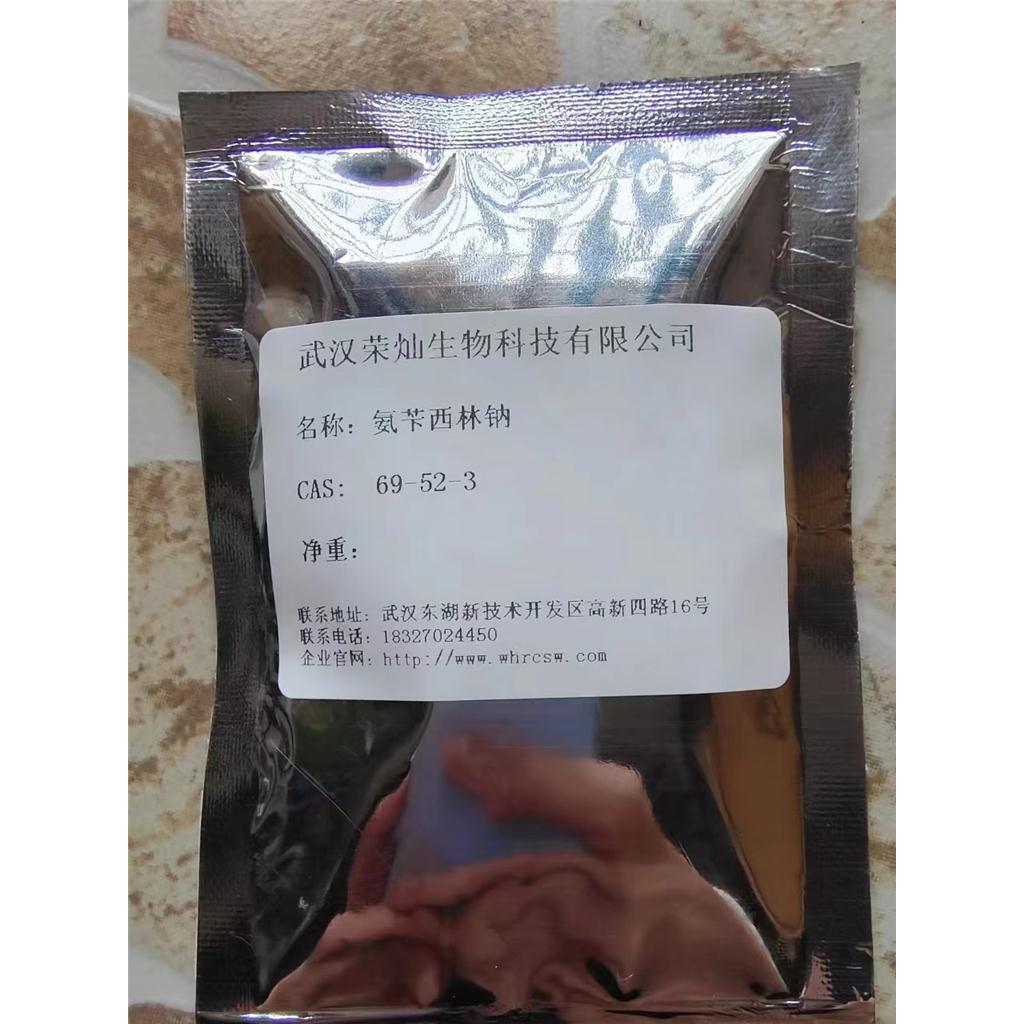 武汉荣灿生物科技有限公司
名称：氨苄西林钠
CAS: 69-52-3
净重：
联系地址：武汉东湖新技术开发区高新四路16号
联系电话：18327024450
企业官网：http://www.whrcsw.com